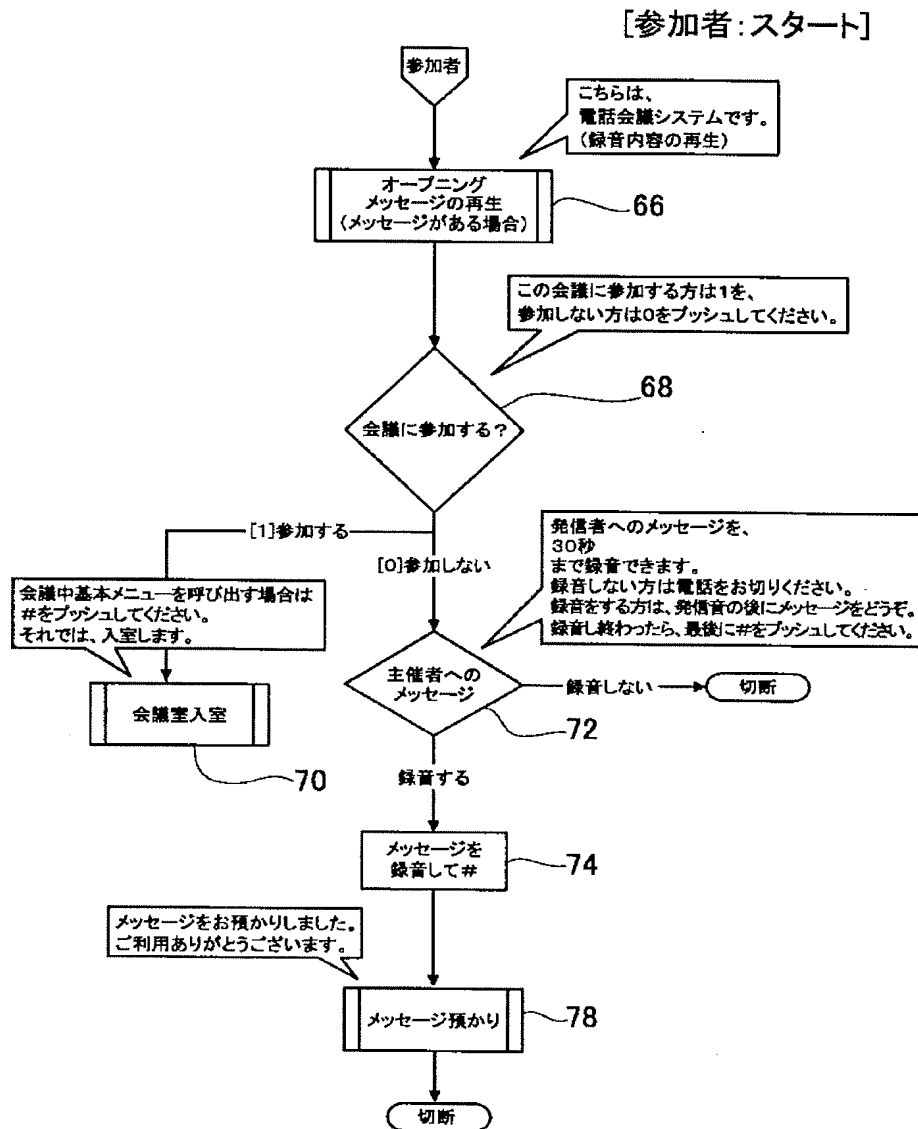 [参加者:スタート]
参加者
こちらは、
電話会議システムです。
(録音内容の再生)
オープニング
メッセージの再生
(メッセージがある場合)
66
この会議に参加する方は1を、
参加しない方は0をプッシュしてください。
68
会議に参加する?
[1]参加する
[0]参加しない
発信者へのメッセージを、
30秒
まで録音できます。
録音しない方は電話をお切りください。
録音をする方は、発信音の後にメッセージをどうぞ。
録音し終わったら、最後に#をプッシュしてください。
会議中基本メニューを呼び出す場合は
#をプッシュしてください。
それでは、入室します。
会議室入室
70
主催者への
メッセージ
72
録音しない
切断
録音する
メッセージを
録音して#
74
メッセージをお預かりしました。
ご利用ありがとうございます。
メッセージ預かり
78
切断